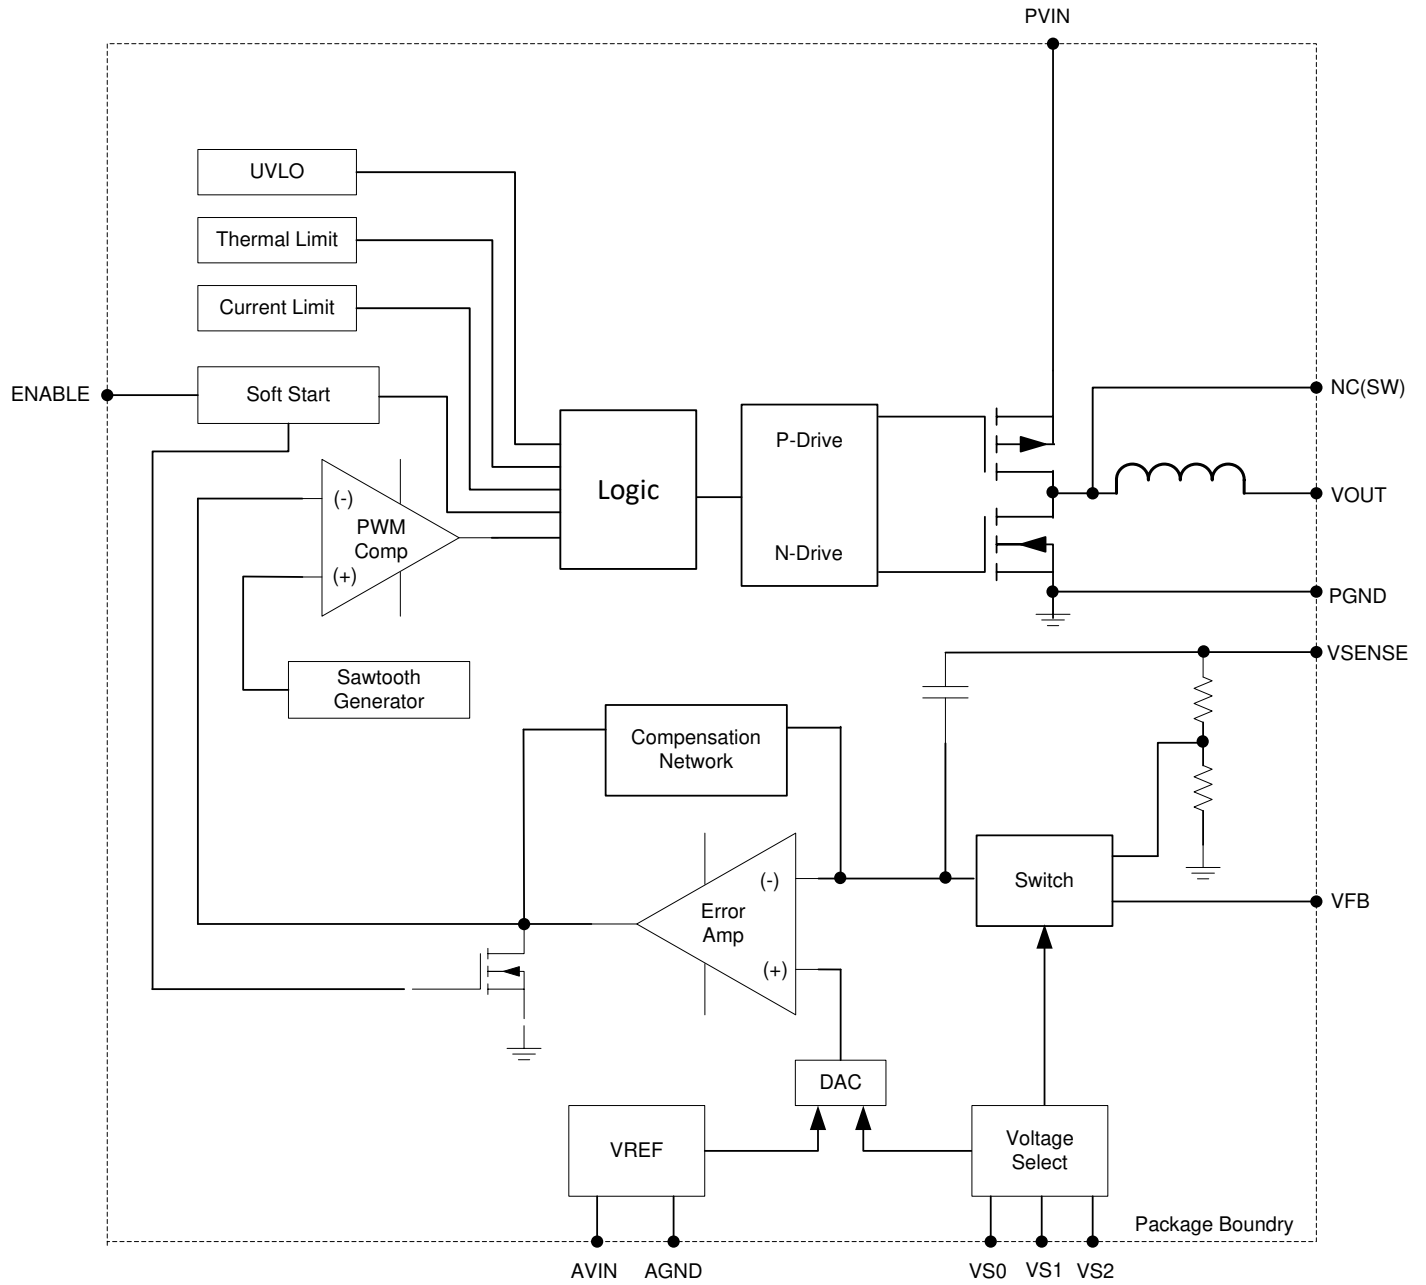 PVIN
UVLO
Thermal Limit
Current Limit
ENABLE
Soft Start
NC(SW)
P-Drive
Logic
(-)
PWM
Comp
(+)
N-Drive
VOUT
PGND
VSENSE
Sawtooth
Generator
Compensation
Network
(-)
Error
Amp
(+)
Switch
VFB
DAC
VREF
Voltage
Select
Package Boundry
AVIN
AGND
VS0
VS1
VS2